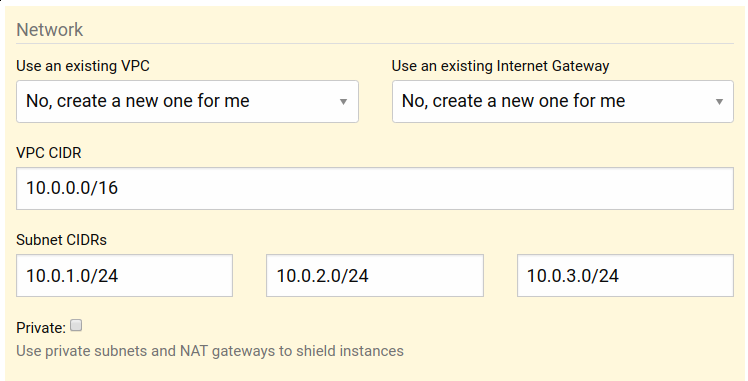 Network
Use an existing VPC Use an existing Internet Gateway
No, create a new one for me No, create a new one for me
VPC CIDR
10.0.0.0/16
Subnet CIDRs
10.0.1.0/24 10.0.2.0/24 10.0.3.0/24
Private:
Use private subnets and NAT gateways to shield instances